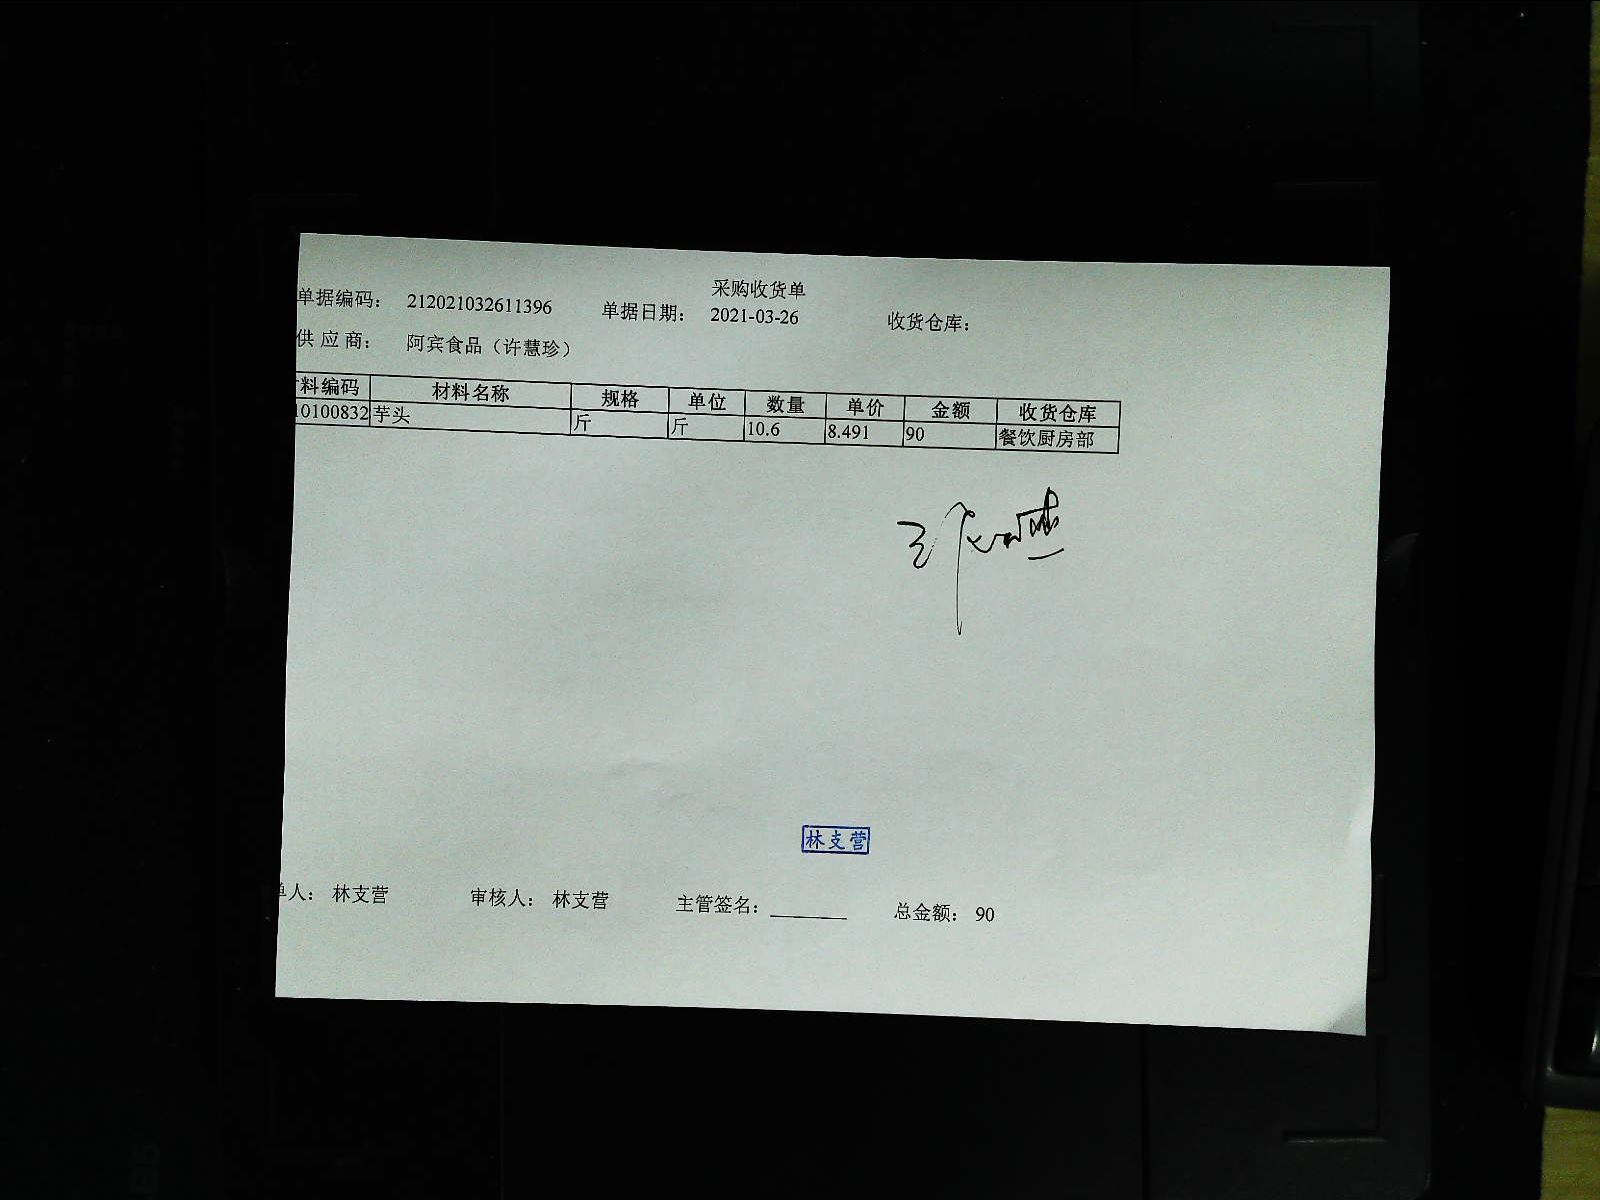 采购收货单
单据编码： 212021032611396 单据日期： 2021-03-26 收货仓库：
供 应 商： 阿宾食品（许慧珍）
料编码 材料名称 规格 单位 数量 单价 金额 收货仓库
10100832 芋头 斤 斤 10.6 8.491 90 餐饮厨房部
林支营
单人： 林支营 审核人： 林支营 主管签名： 总金额： 90